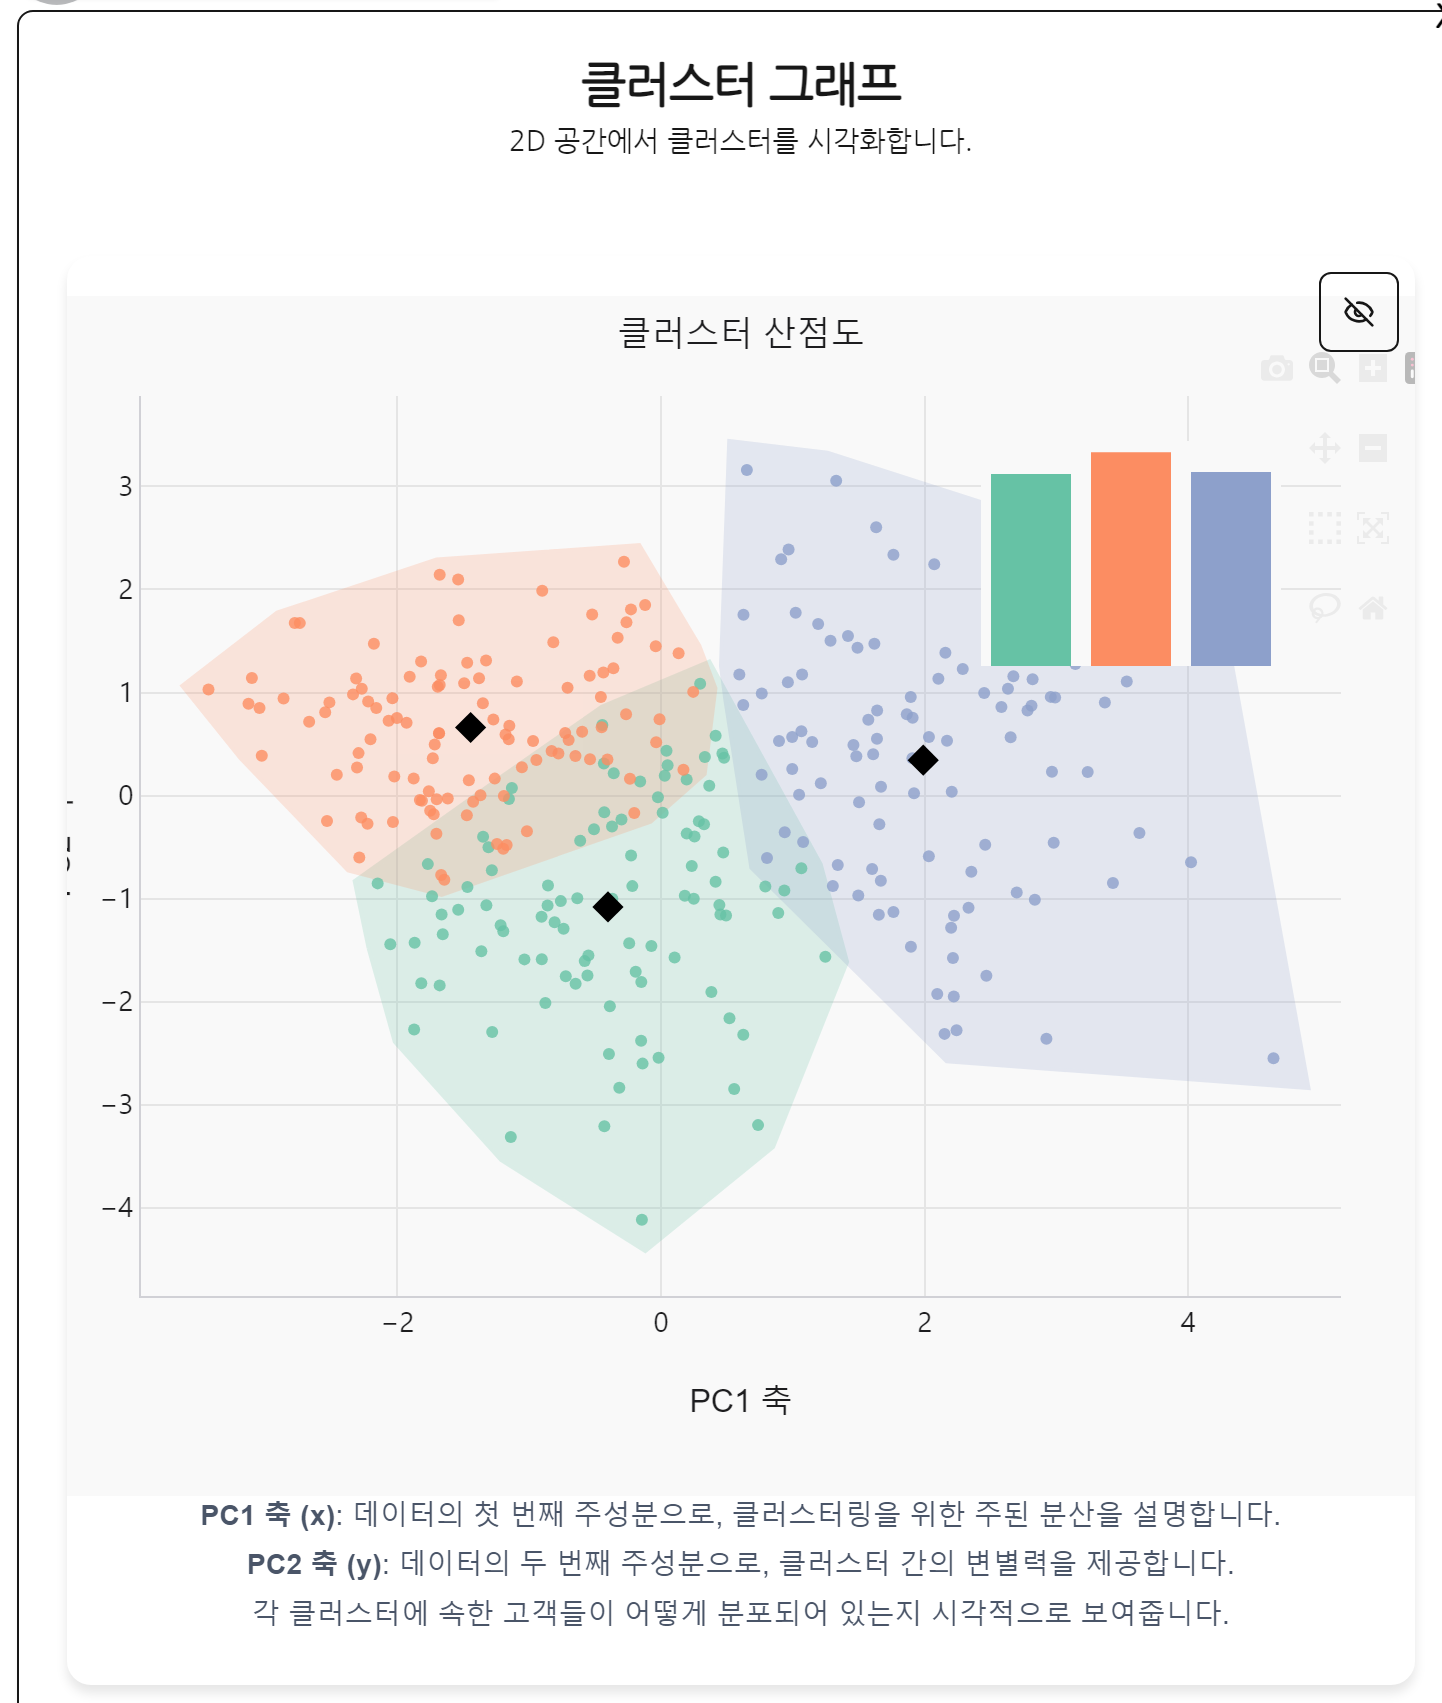 클러스터 그래프
2D 공간에서 클러스터를 시각화합니다.
클러스터 산점도
3
2
1
0
−1
−2
−3
−4
−2
0
2
4
PC1 축
PC1 축 (x): 데이터의 첫 번째 주성분으로, 클러스터링을 위한 주된 분산을 설명합니다.
PC2 축 (y): 데이터의 두 번째 주성분으로, 클러스터 간의 변별력을 제공합니다.
각 클러스터에 속한 고객들이 어떻게 분포되어 있는지 시각적으로 보여줍니다.